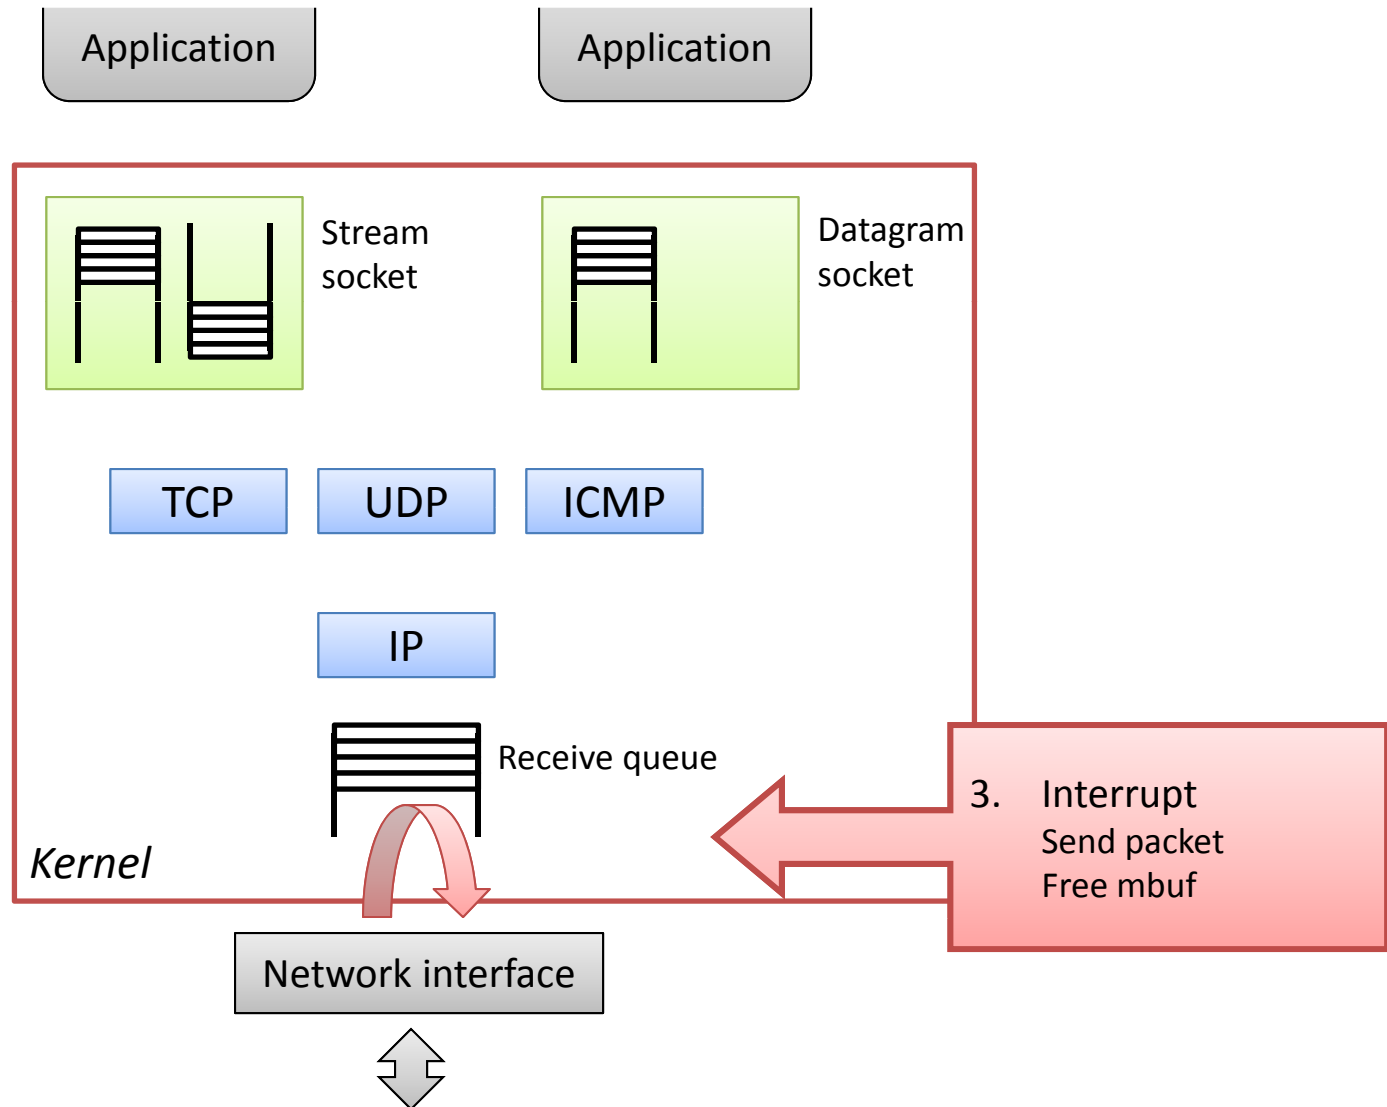 Application
Application
Stream
socket
Datagram
socket
TCP
UDP
ICMP
IP
Receive queue
3. Interrupt
Send packet
Free mbuf
Kernel
Network interface